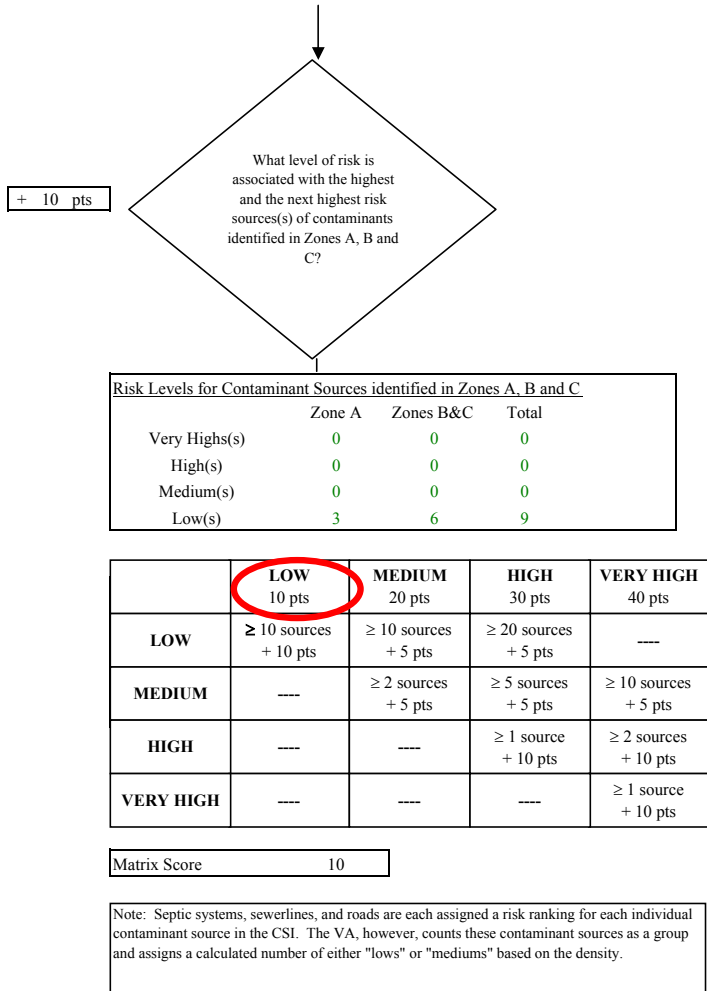 What level of risk is
associated with the highest
and the next highest risk
sources(s) of contaminants
identified in Zones A, B and
C?
+ 10 pts
Risk Levels for Contaminant Sources identified in Zones A, B and C
Zone A Zones B&C Total
Very Highs(s) 0 0 0
High(s) 0 0 0
Medium(s) 0 0 0
Low(s) 3 6 9
LOW MEDIUM HIGH VERY HIGH
10 pts 20 pts 30 pts 40 pts
LOW ≥ 10 sources ≥ 10 sources ≥ 20 sources ----
+ 10 pts + 5 pts + 5 pts
MEDIUM ---- ≥ 2 sources ≥ 5 sources ≥ 10 sources
+ 5 pts + 5 pts + 5 pts
HIGH ---- ---- ≥ 1 source ≥ 2 sources
+ 10 pts + 10 pts
VERY HIGH ---- ---- ---- ≥ 1 source
+ 10 pts
Matrix Score 10
Note: Septic systems, sewerlines, and roads are each assigned a risk ranking for each individual
contaminant source in the CSI. The VA, however, counts these contaminant sources as a group
and assigns a calculated number of either "lows" or "mediums" based on the density.